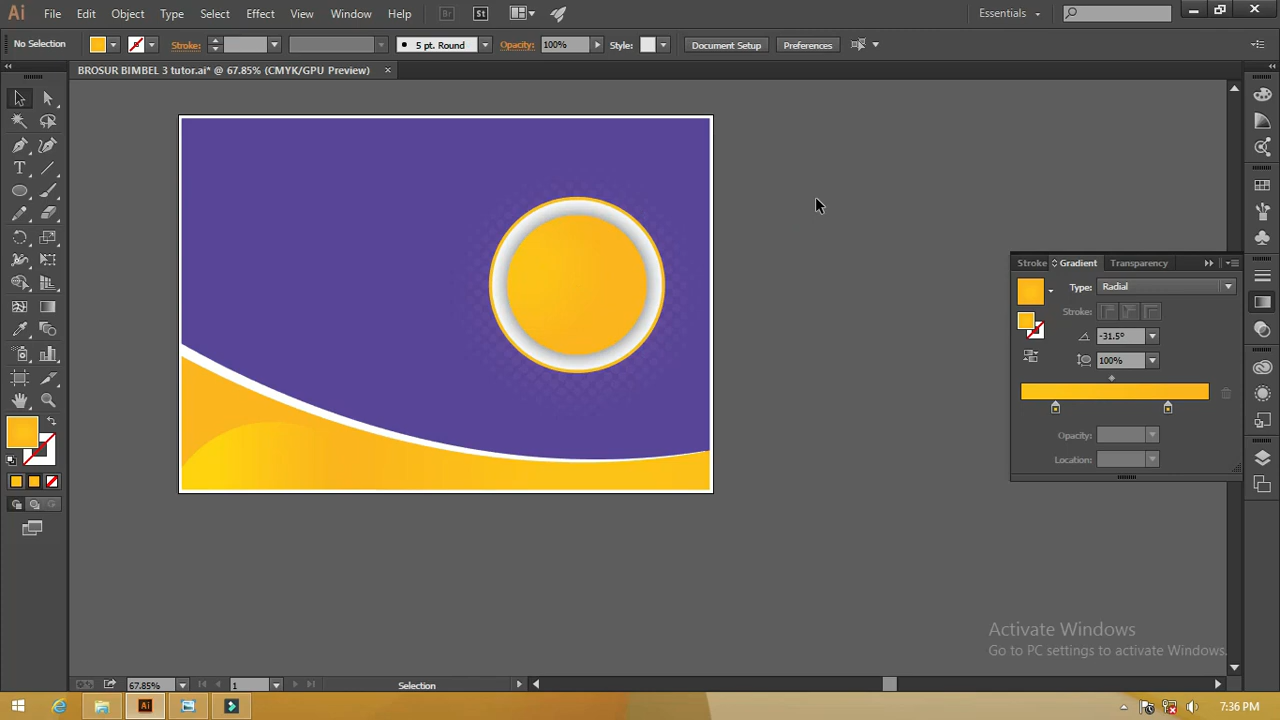 Ai File Edit Object Type Select Effect View Window Help Br St Essentials
No Selection Stroke: 5 pt. Round Opacity: 100% Style: Document Setup Preferences
BROSUR BIMBEL 3 tutor.ai* @ 67.85% (CMYK/GPU Preview) ×
Stroke Gradient Transparency
Type: Radial
Stroke:
-31.5°
100%
Opacity:
Location:
Activate Windows
Go to PC settings to activate Windows.
67.85% 1 Selection
Ai 7:36 PM